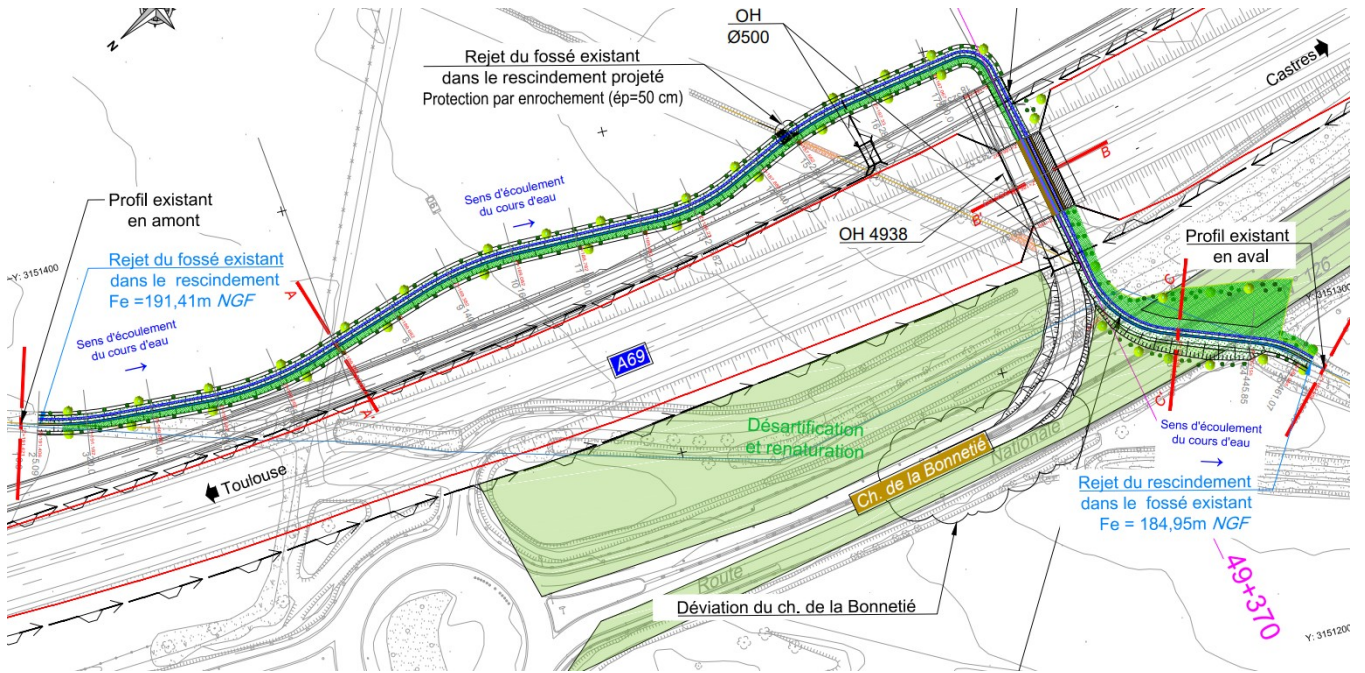 N
OH
Ø500
Rejet du fossé existant
dans le rescindement projeté
Protection par enrochement (ép=50 cm)
Castres
B
B'
Profil existant
en amont
Sens d'écoulement
du cours d'eau
OH 4938
Profil existant
en aval
Y: 3151400
Rejet du fossé existant
dans le rescindement
Fe =191,41m NGF
A
C
126
Y: 3151300
Sens d'écoulement
du cours d'eau
A69
A'
C'
Désartification
et renaturation
Sens d'écoulement
du cours d'eau
Toulouse
Ch. de la Bonnetié
Nationale
Rejet du rescindement
dans le fossé existant
Fe = 184,95m NGF
Route
49+370
Déviation du ch. de la Bonnetié
Y: 3151200